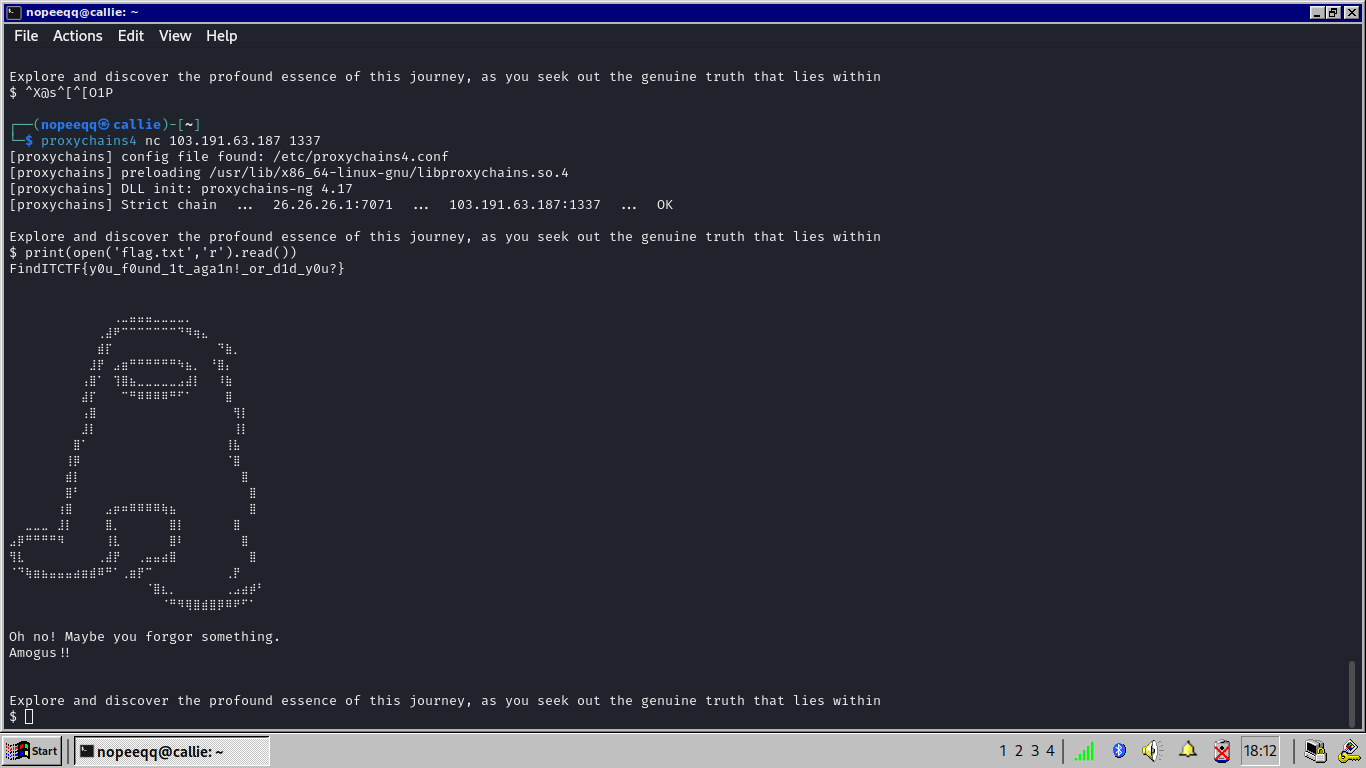 nopeeqq@callie: ~
File Actions Edit View Help
Explore and discover the profound essence of this journey, as you seek out the genuine truth that lies within
$ ^X@s^[^[O1P
┌──(nopeeqq㉿callie)-[~]
└─$ proxychains4 nc 103.191.63.187 1337
[proxychains] config file found: /etc/proxychains4.conf
[proxychains] preloading /usr/lib/x86_64-linux-gnu/libproxychains.so.4
[proxychains] DLL init: proxychains-ng 4.17
[proxychains] Strict chain ... 26.26.26.1:7071 ... 103.191.63.187:1337 ... OK
Explore and discover the profound essence of this journey, as you seek out the genuine truth that lies within
$ print(open('flag.txt','r').read())
FindITCTF{y0u_f0und_1t_aga1n!_or_d1d_y0u?}
Oh no! Maybe you forgor something.
Amogus!!
Explore and discover the profound essence of this journey, as you seek out the genuine truth that lies within
$
Start nopeeqq@callie: ~ 1 2 3 4 18:12